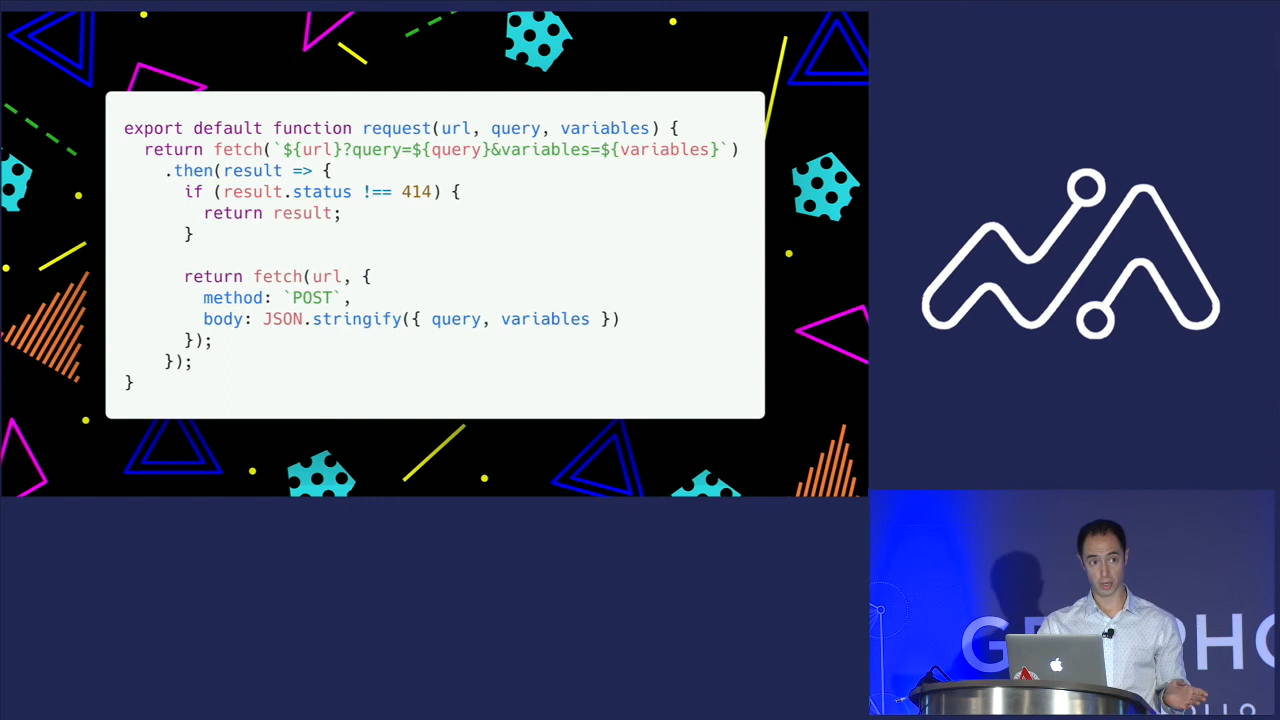 export default function request(url, query, variables) {
  return fetch(`${url}?query=${query}&variables=${variables}`)
    .then(result => {
      if (result.status !== 414) {
        return result;
      }

      return fetch(url, {
        method: `POST`,
        body: JSON.stringify({ query, variables })
      });
    });
}